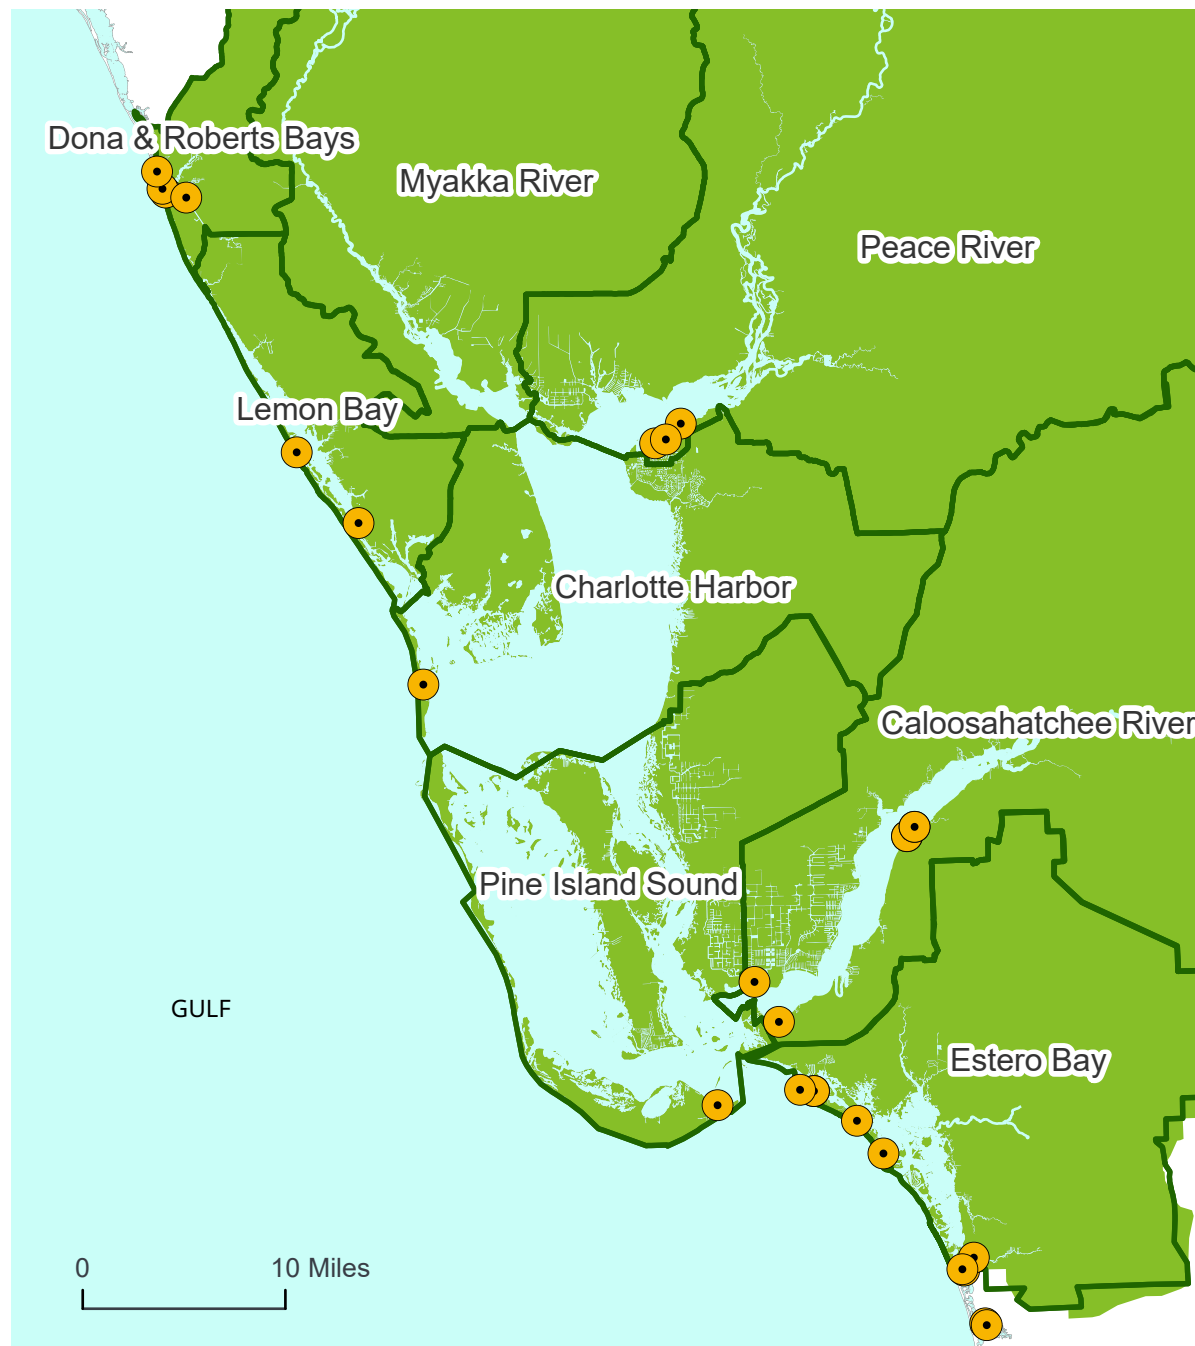 Dona & Roberts Bays
Myakka River
Peace River
Lemon Bay
Charlotte Harbor
Caloosahatchee River
Pine Island Sound
GULF
Estero Bay
0 10 Miles